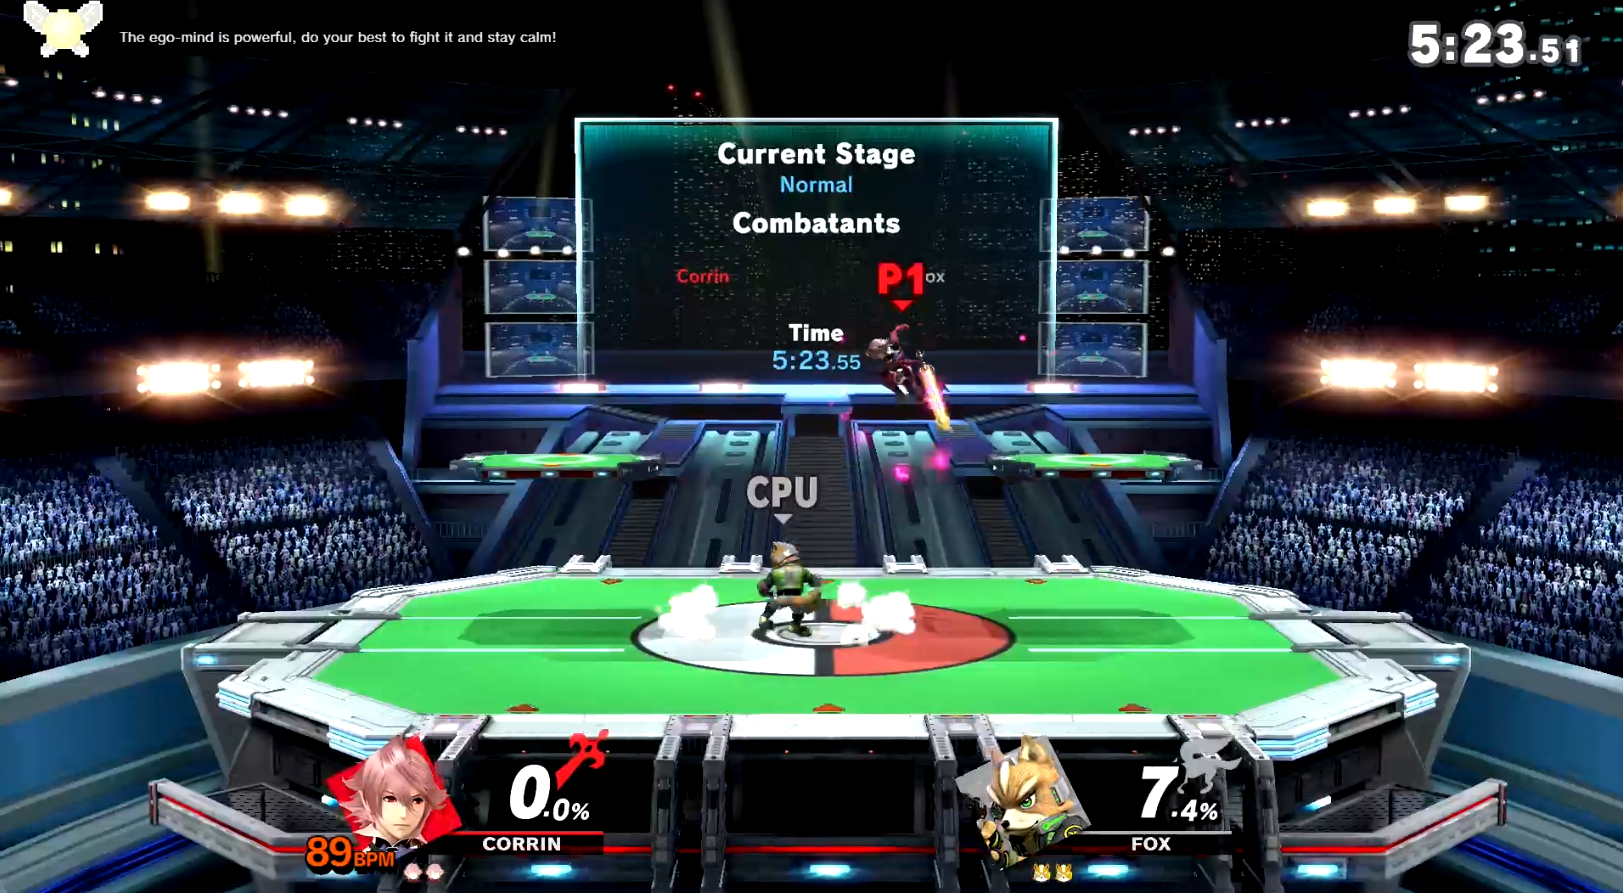 The ego-mind is powerful, do your best to fight it and stay calm!
5:23.51
Current Stage
Normal
Combatants
Corrin
P1
ox
Time
5:23.55
CPU
0.0%
7.4%
CORRIN
FOX
89BPM